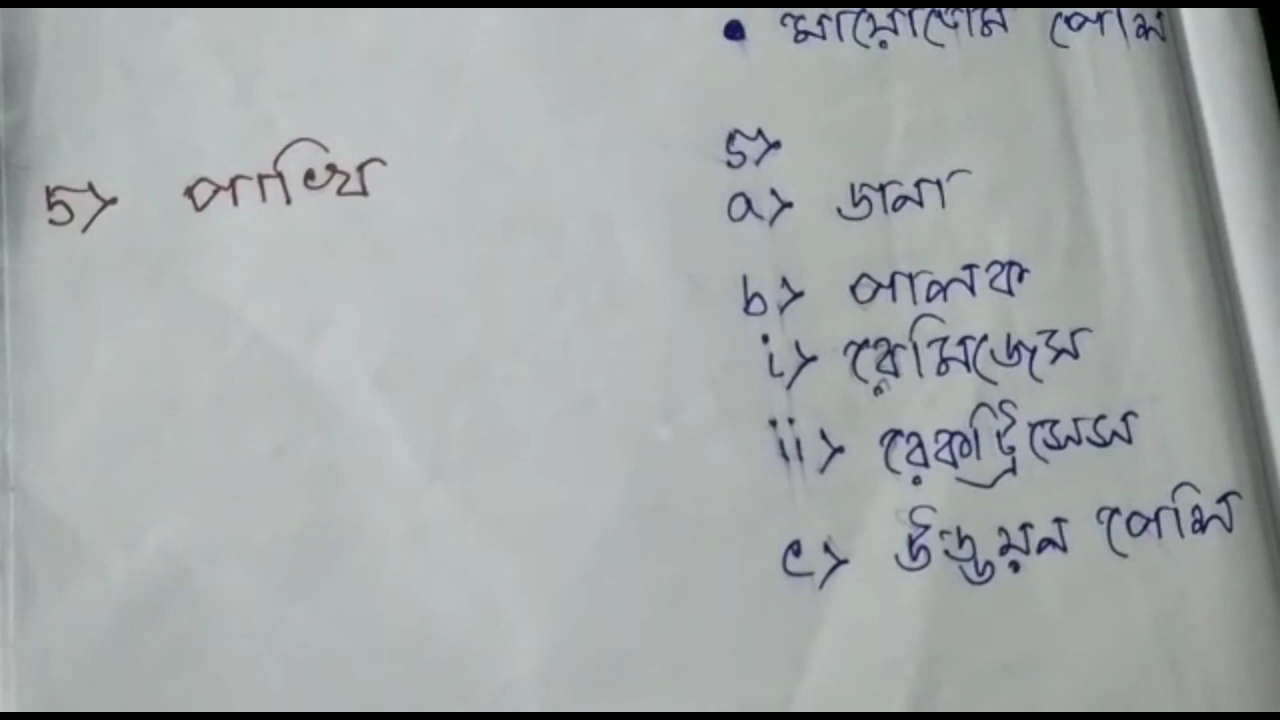 • মায়োটোম পেশি
5> পাখি
5>
a> ডানা
b> পালক
i> রেমিজেস
ii> রেকট্রিসেস
c> উড্ডয়ন পেশি